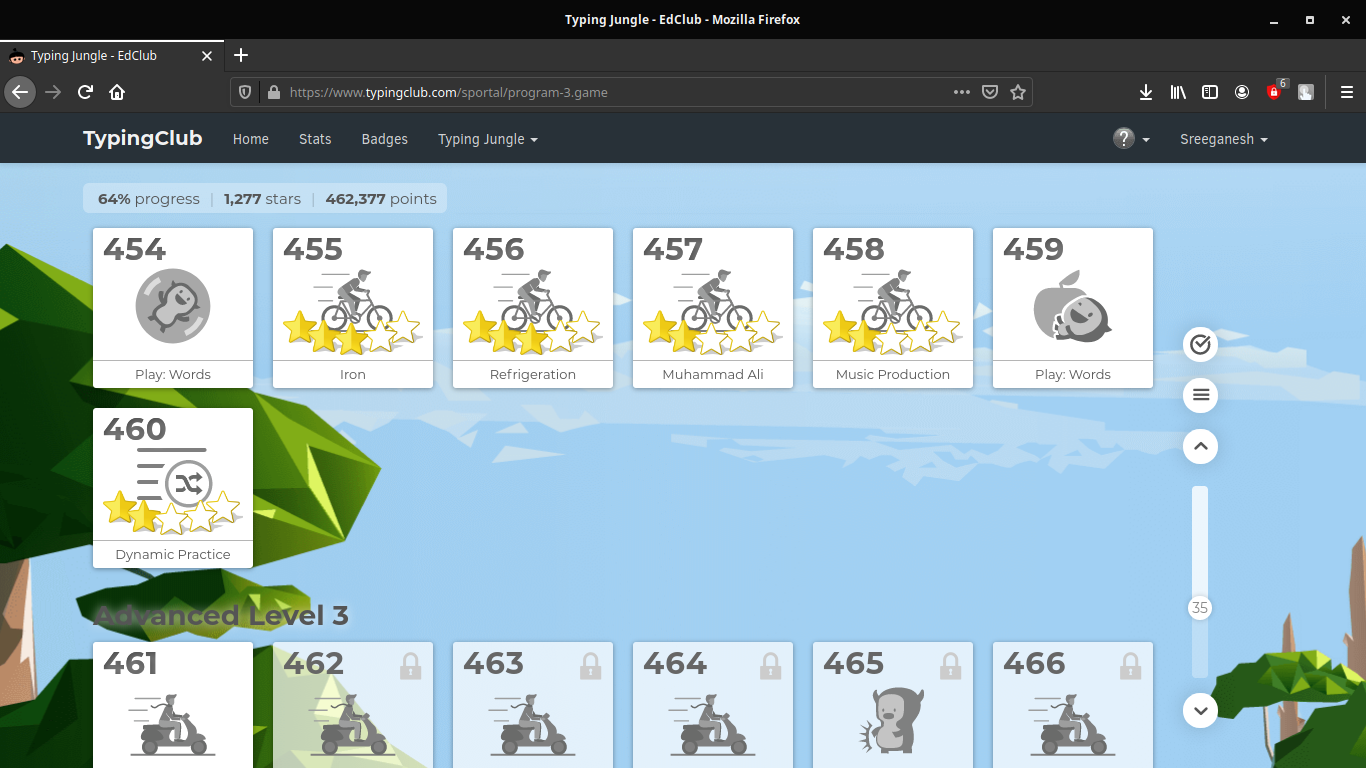 Typing Jungle - EdClub - Mozilla Firefox
Typing Jungle - EdClub
https://www.typingclub.com/sportal/program-3.game
6
TypingClub Home Stats Badges Typing Jungle ? Sreeganesh
64% progress | 1,277 stars | 462,377 points
454 455 456 457 458 459
Play: Words Iron Refrigeration Muhammad Ali Music Production Play: Words
460
Dynamic Practice
35
Advanced Level 3
461 462 463 464 465 466